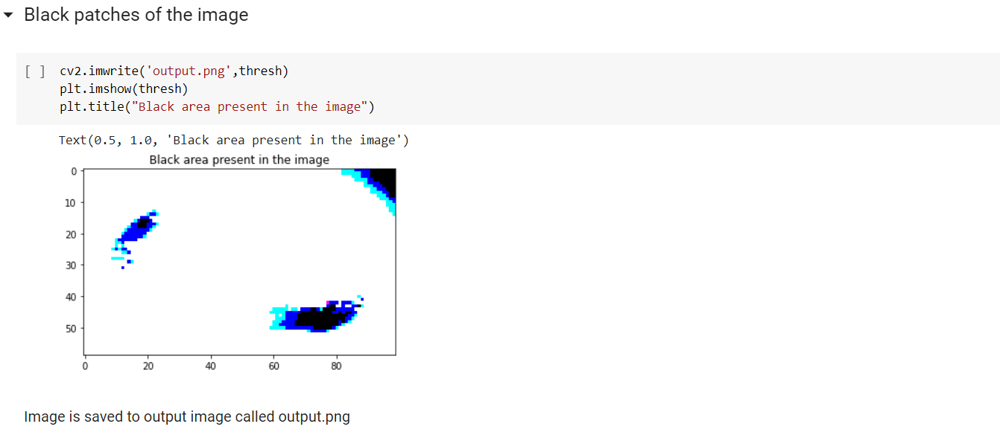 Black patches of the image
[ ] cv2.imwrite('output.png',thresh)
plt.imshow(thresh)
plt.title("Black area present in the image")
Text(0.5, 1.0, 'Black area present in the image')
Black area present in the image
0
10
20
30
40
50
0 20 40 60 80
Image is saved to output image called output.png